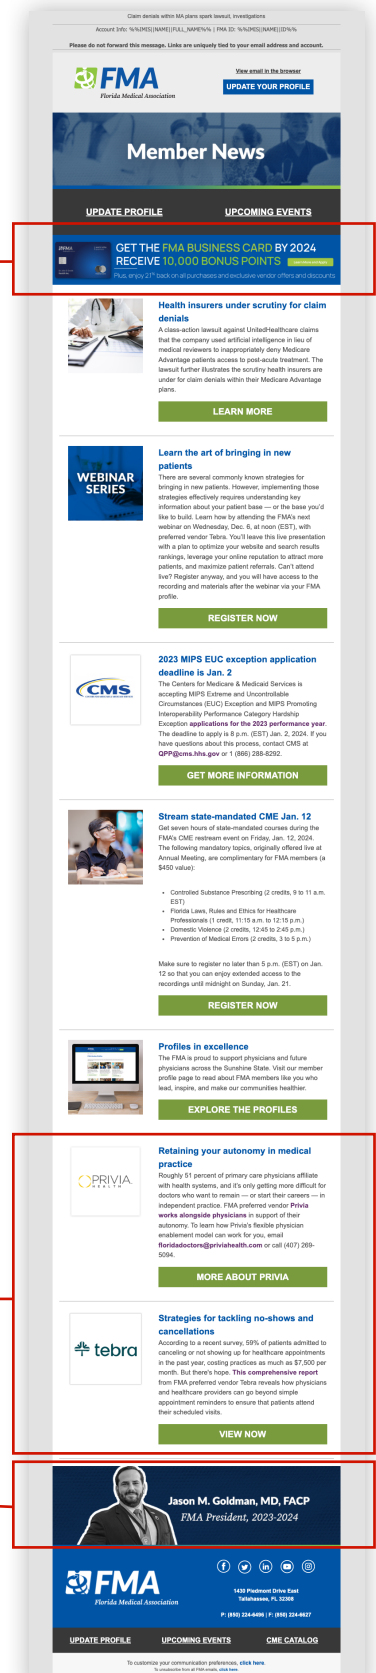 Claim denials within MA plans spark lawsuit, investigations
Account Info: %%IMIS||NAME||FULL_NAME%% | FMA ID: %%IMIS||NAME||ID%%
Please do not forward this message. Links are uniquely tied to your email address and account.
FMA
Florida Medical Association
View email in the browser
UPDATE YOUR PROFILE
Member News
UPDATE PROFILE
UPCOMING EVENTS
GET THE FMA BUSINESS CARD BY 2024
RECEIVE 10,000 BONUS POINTS
Plus, enjoy 2
back on all purchases and exclusive vendor offers and discounts
Health insurers under scrutiny for claim
denials
A class-action lawsuit against UnitedHealthcare claims
that the company used artificial intelligence in lieu of
medical reviewers to inappropriately deny Medicare
Advantage patients access to post-acute treatment. The
lawsuit further illustrates the scrutiny health insurers are
under for claim denials within their Medicare Advantage
plans.
LEARN MORE
WEBINAR
SERIES
Learn the art of bringing in new
patients
There are several commonly known strategies for
bringing in new patients. However, implementing those
strategies effectively requires understanding key
information about your patient base — or the base you'd
like to build. Learn how by attending the FMA's next
webinar on Wednesday, Dec. 6, at noon (EST), with
preferred vendor Tebra. You'll leave this live presentation
with a plan to optimize your website and search results
rankings, leverage your online reputation to attract more
patients, and maximize patient referrals. Can't attend
live? Register anyway, and you will have access to the
recording and materials after the webinar via your FMA
profile.
REGISTER NOW
CMS
2023 MIPS EUC exception application
deadline is Jan. 2
The Centers for Medicare & Medicaid Services is
accepting MIPS Extreme and Uncontrollable
Circumstances (EUC) Exception and MIPS Promoting
Interoperability Performance Category Hardship
Exception applications for the 2023 performance year.
The deadline to apply is 8 p.m. (EST) Jan. 2, 2024. If you
have questions about this process, contact CMS at
QPP@cms.hhs.gov or 1 (866) 288-8292.
GET MORE INFORMATION
Stream state-mandated CME Jan. 12
Get seven hours of state-mandated courses during the
FMA's CME restream event on Friday, Jan. 12, 2024.
The following mandatory topics, originally offered live at
Annual Meeting, are complimentary for FMA members (a
$450 value):
• Controlled Substance Prescribing (2 credits, 9 to 11 a.m.
EST)
• Florida Laws, Rules and Ethics for Healthcare
Professionals (1 credit, 11:15 a.m. to 12:15 p.m.)
• Domestic Violence (2 credits, 12:45 to 2:45 p.m.)
• Prevention of Medical Errors (2 credits, 3 to 5 p.m.)
Make sure to register no later than 5 p.m. (EST) on Jan.
12 so that you can enjoy extended access to the
recordings until midnight on Sunday, Jan. 21.
REGISTER NOW
Profiles in excellence
The FMA is proud to support physicians and future
physicians across the Sunshine State. Visit our member
profile page to read about FMA members like you who
lead, inspire, and make our communities healthier.
EXPLORE THE PROFILES
PRIVIA
HEALTH
Retaining your autonomy in medical
practice
Roughly 51 percent of primary care physicians affiliate
with health systems, and it's only getting more difficult for
doctors who want to remain — or start their careers — in
independent practice. FMA preferred vendor Privia
works alongside physicians in support of their
autonomy. To learn how Privia's flexible physician
enablement model can work for you, email
floridadoctors@priviahealth.com or call (407) 269-
5094.
MORE ABOUT PRIVIA
tebra
Strategies for tackling no-shows and
cancellations
According to a recent survey, 59% of patients admitted to
canceling or not showing up for healthcare appointments
in the past year, costing practices as much as $7,500 per
month. But there's hope. This comprehensive report
from FMA preferred vendor Tebra reveals how physicians
and healthcare providers can go beyond simple
appointment reminders to ensure that patients attend
their scheduled visits.
VIEW NOW
Jason M. Goldman, MD, FACP
FMA President, 2023-2024
FMA
Florida Medical Association
1430 Piedmont Drive East
Tallahassee, FL 32308
P: (850) 224-6496 | F: (850) 224-6627
UPDATE PROFILE
UPCOMING EVENTS
CME CATALOG
To customize your communication preferences, click here.
To unsubscribe from all FMA emails, click here.